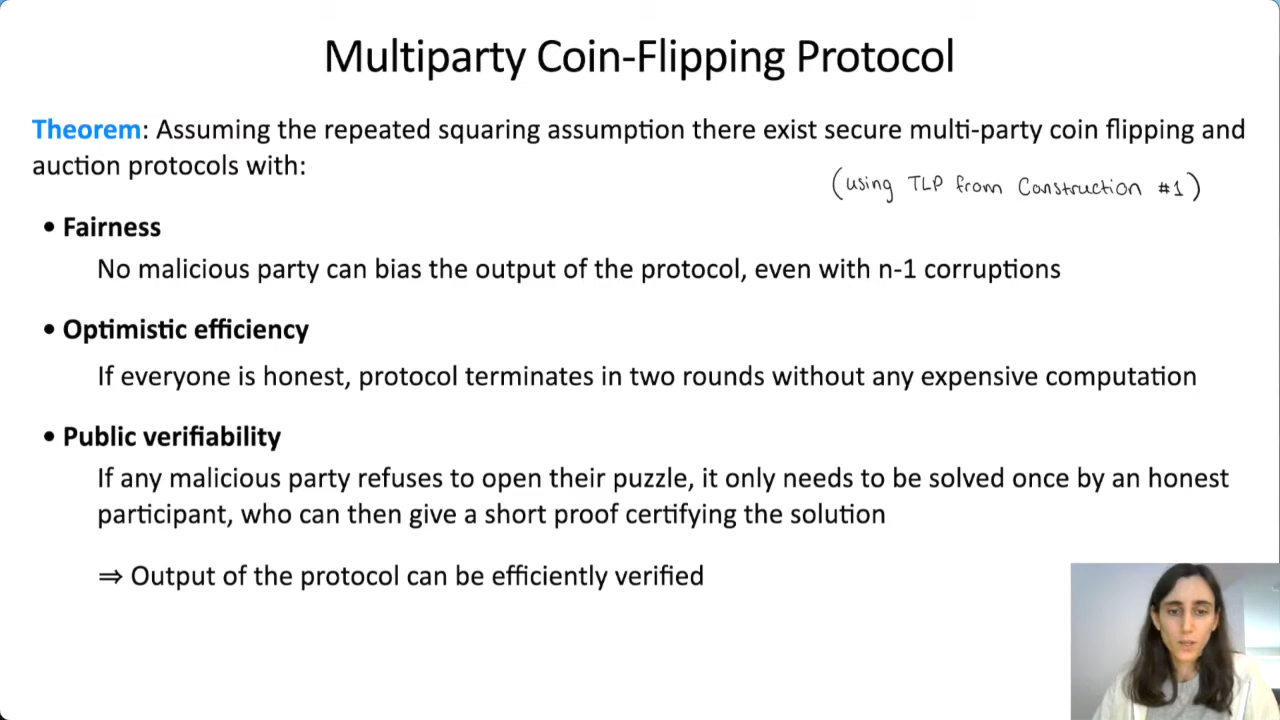 Multiparty Coin-Flipping Protocol
Theorem: Assuming the repeated squaring assumption there exist secure multi-party coin flipping and
auction protocols with:
(using TLP from Construction #1)
• Fairness
No malicious party can bias the output of the protocol, even with n-1 corruptions
• Optimistic efficiency
If everyone is honest, protocol terminates in two rounds without any expensive computation
• Public verifiability
If any malicious party refuses to open their puzzle, it only needs to be solved once by an honest
participant, who can then give a short proof certifying the solution
⇒ Output of the protocol can be efficiently verified